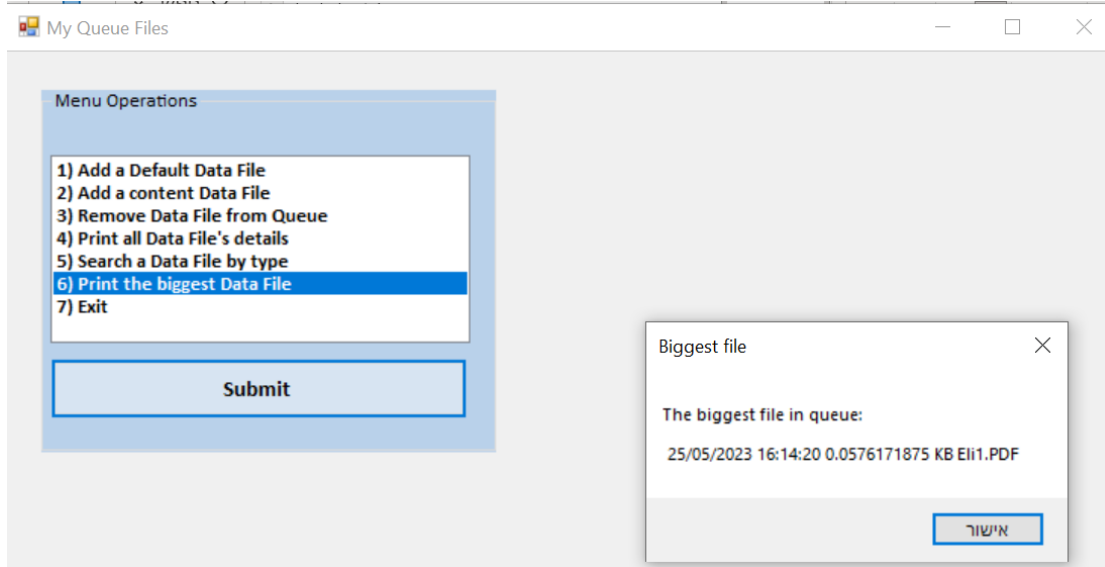 My Queue Files
Menu Operations
1) Add a Default Data File
2) Add a content Data File
3) Remove Data File from Queue
4) Print all Data File's details
5) Search a Data File by type
6) Print the biggest Data File
7) Exit
Submit
Biggest file
The biggest file in queue:
25/05/2023 16:14:20 0.0576171875 KB Eli1.PDF
אישור